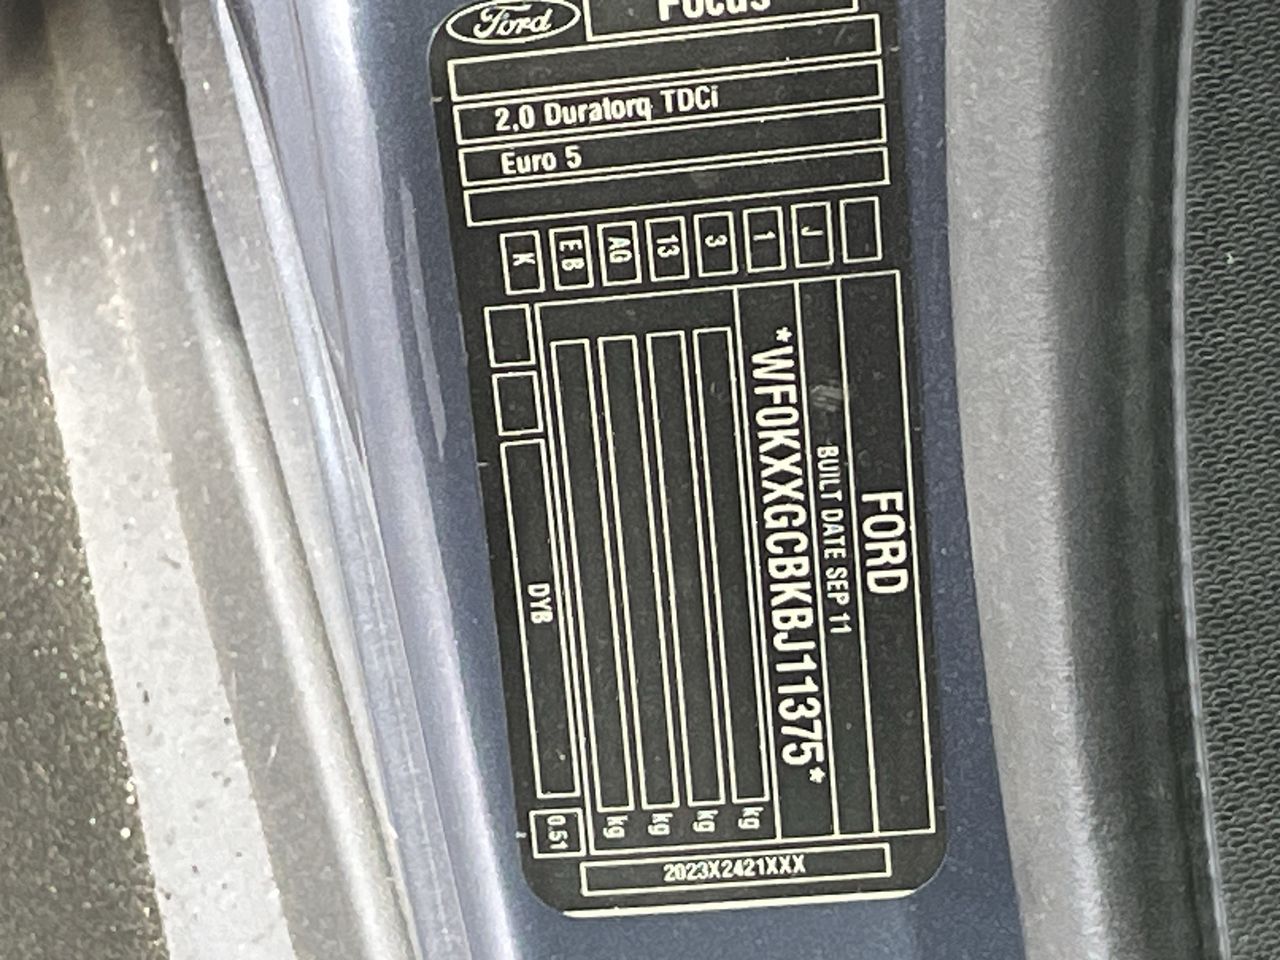 Ford
Focus
2,0 Duratorq TDCi
Euro 5
K
EB
AG
13
3
1
J
FORD
BUILT DATE SEP 11
*WF0KXXGCBKBJ11375*
kg
kg
kg
kg
DYB
0.51
2023X2421XXX